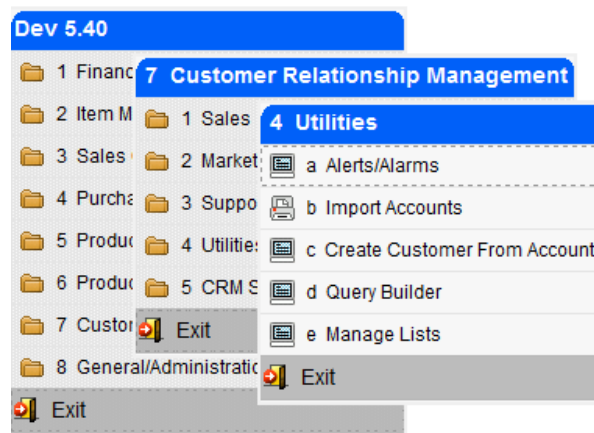 Dev 5.40
1 Financ
2 Item M
3 Sales
4 Purcha
5 Produc
6 Produc
7 Custor
8 General/Administratic
Exit
7 Customer Relationship Management
1 Sales
2 Market
3 Suppo
4 Utilities
5 CRM S
Exit
4 Utilities
a Alerts/Alarms
b Import Accounts
c Create Customer From Account
d Query Builder
e Manage Lists
Exit